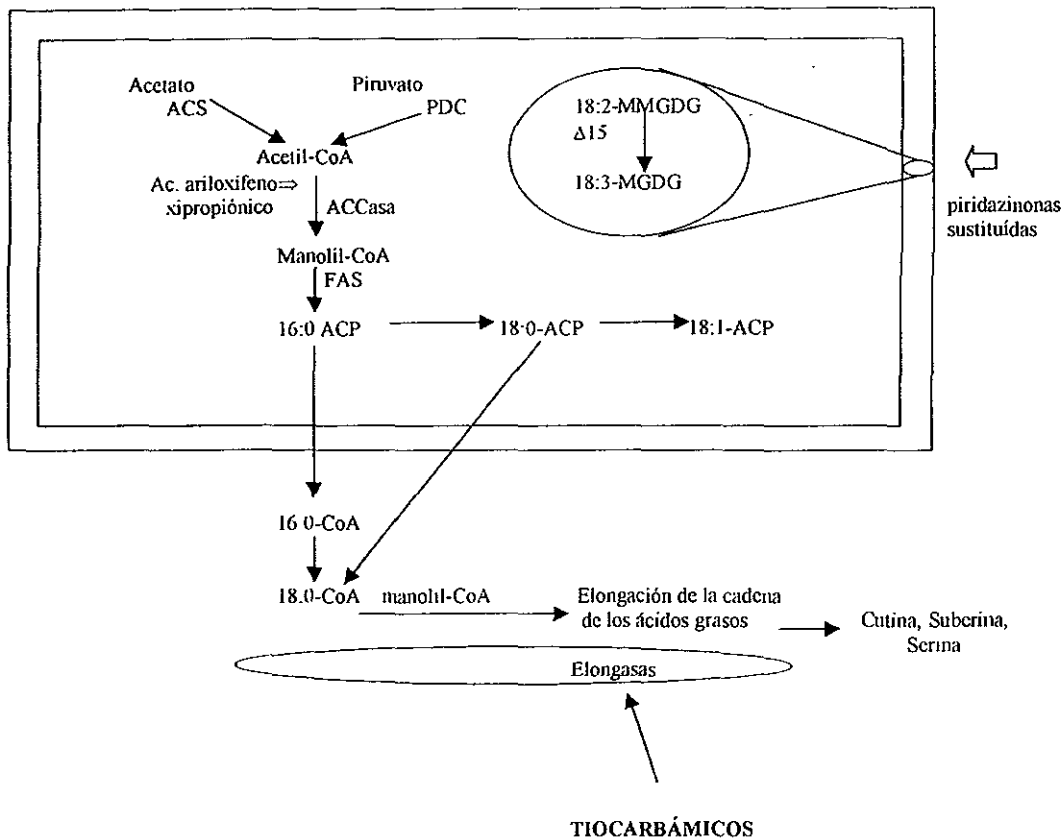 Acetato
ACS
Piruvato
PDC
Acetil-CoA
Ac. ariloxifeno⇒
xipropiónico
ACCasa
Manolil-CoA
FAS
16:0 ACP
18:0-ACP
18:1-ACP
18:2-MMGDG
Δ15
18:3-MGDG
piridazinonas
sustituídas
16 0-CoA
18.0-CoA
manolil-CoA
Elongación de la cadena
de los ácidos grasos
Cutina, Suberina,
Serina
Elongasas
TIOCARBÁMICOS